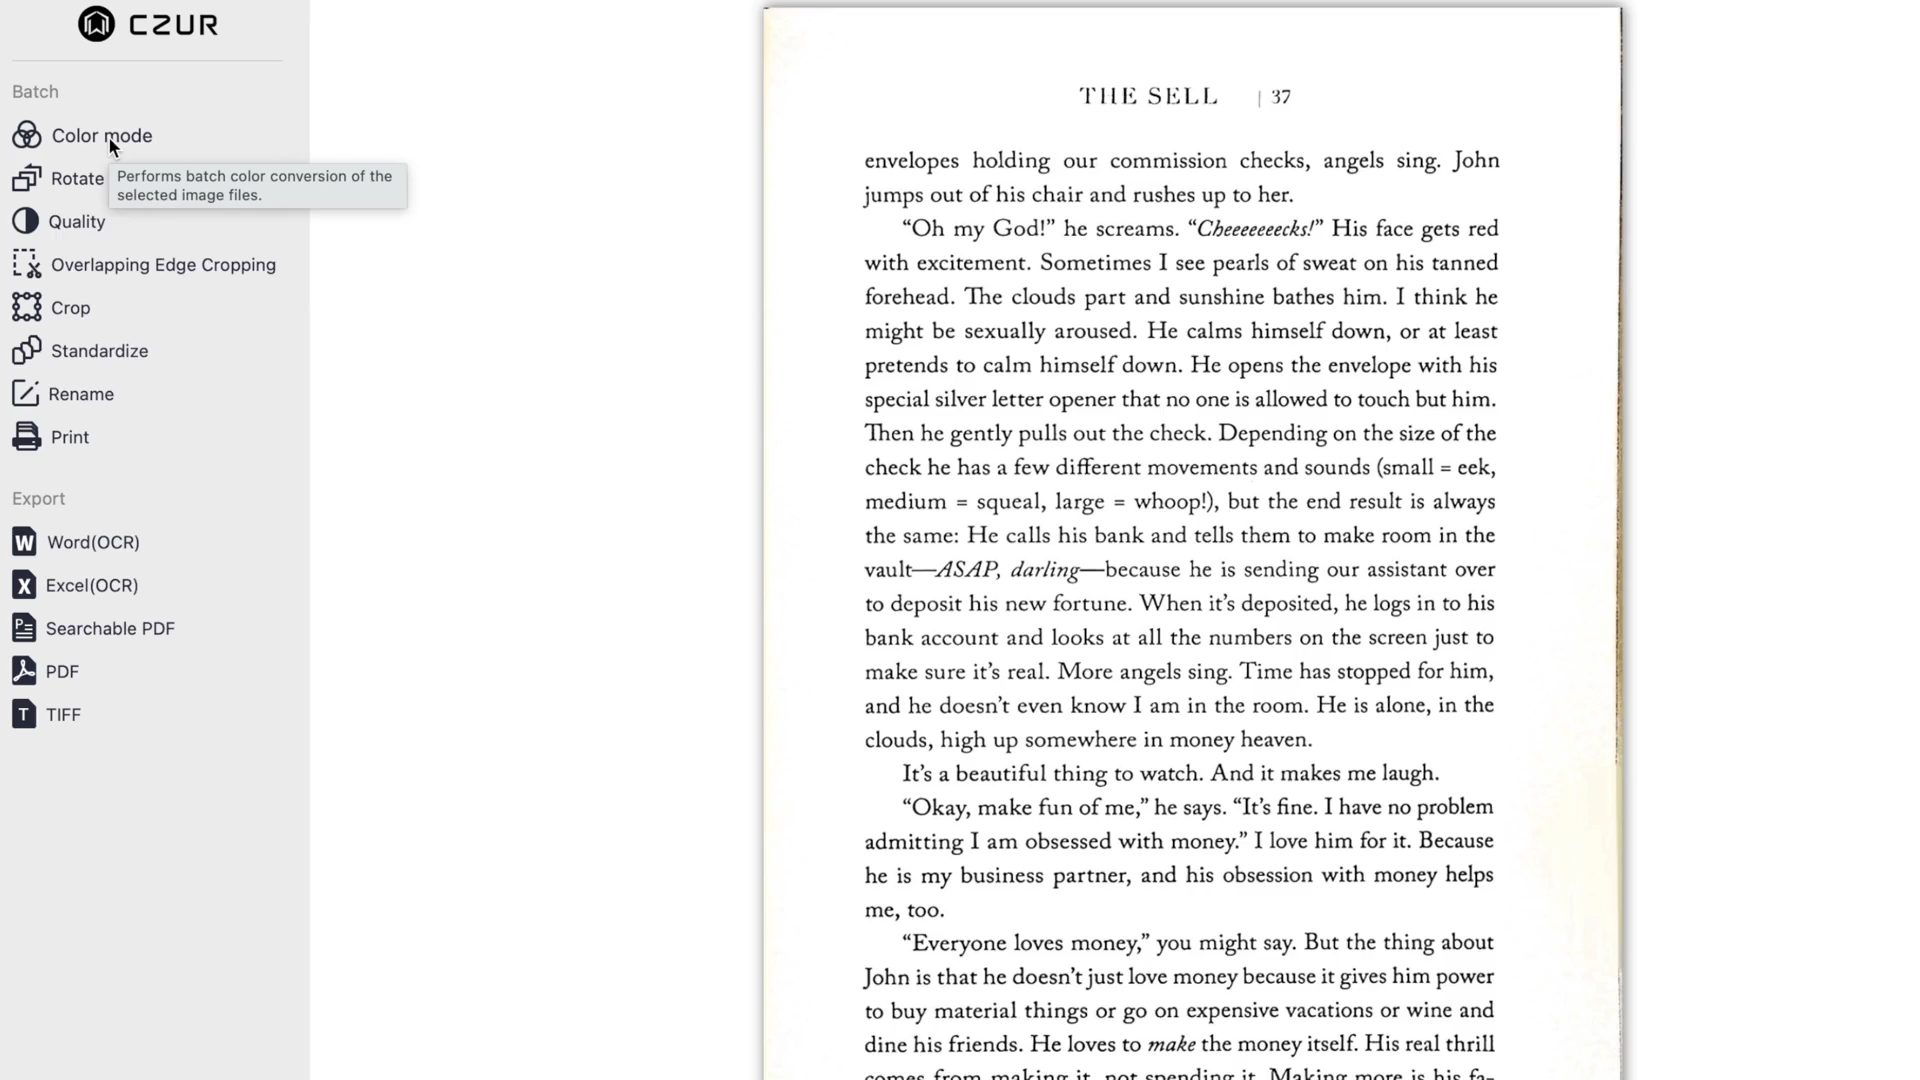 CZUR
Batch
Color mode
Performs batch color conversion of the
selected image files.
Rotate
Quality
Overlapping Edge Cropping
Crop
Standardize
Rename
Print
Export
Word(OCR)
Excel(OCR)
Searchable PDF
PDF
TIFF
THE SELL | 37
envelopes holding our commission checks, angels sing. John
jumps out of his chair and rushes up to her.
“Oh my God!” he screams. “Cheeeeeeecks!” His face gets red
with excitement. Sometimes I see pearls of sweat on his tanned
forehead. The clouds part and sunshine bathes him. I think he
might be sexually aroused. He calms himself down, or at least
pretends to calm himself down. He opens the envelope with his
special silver letter opener that no one is allowed to touch but him.
Then he gently pulls out the check. Depending on the size of the
check he has a few different movements and sounds (small = eek,
medium = squeal, large = whoop!), but the end result is always
the same: He calls his bank and tells them to make room in the
vault—ASAP, darling—because he is sending our assistant over
to deposit his new fortune. When it’s deposited, he logs in to his
bank account and looks at all the numbers on the screen just to
make sure it’s real. More angels sing. Time has stopped for him,
and he doesn’t even know I am in the room. He is alone, in the
clouds, high up somewhere in money heaven.
It’s a beautiful thing to watch. And it makes me laugh.
“Okay, make fun of me,” he says. “It’s fine. I have no problem
admitting I am obsessed with money.” I love him for it. Because
he is my business partner, and his obsession with money helps
me, too.
“Everyone loves money,” you might say. But the thing about
John is that he doesn’t just love money because it gives him power
to buy material things or go on expensive vacations or wine and
dine his friends. He loves to make the money itself. His real thrill
comes from making it, not spending it. Making more is his fa-